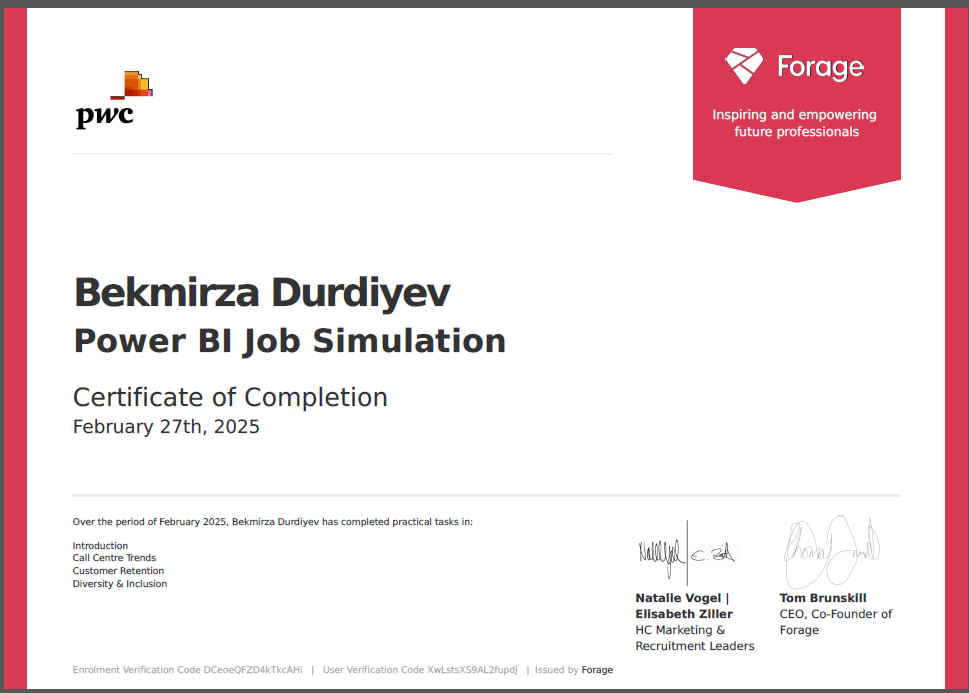 pwc
Forage
Inspiring and empowering
future professionals
Bekmirza Durdiyev
Power BI Job Simulation
Certificate of Completion
February 27th, 2025
Over the period of February 2025, Bekmirza Durdiyev has completed practical tasks in:
Introduction
Call Centre Trends
Customer Retention
Diversity & Inclusion
Natalie Vogel |
Elisabeth Ziller
HC Marketing &
Recruitment Leaders
Tom Brunskill
CEO, Co-Founder of
Forage
Enrolment Verification Code DCeoeQFZD4kTkcAHi | User Verification Code XwLstsXS9AL2fupdj | Issued by Forage